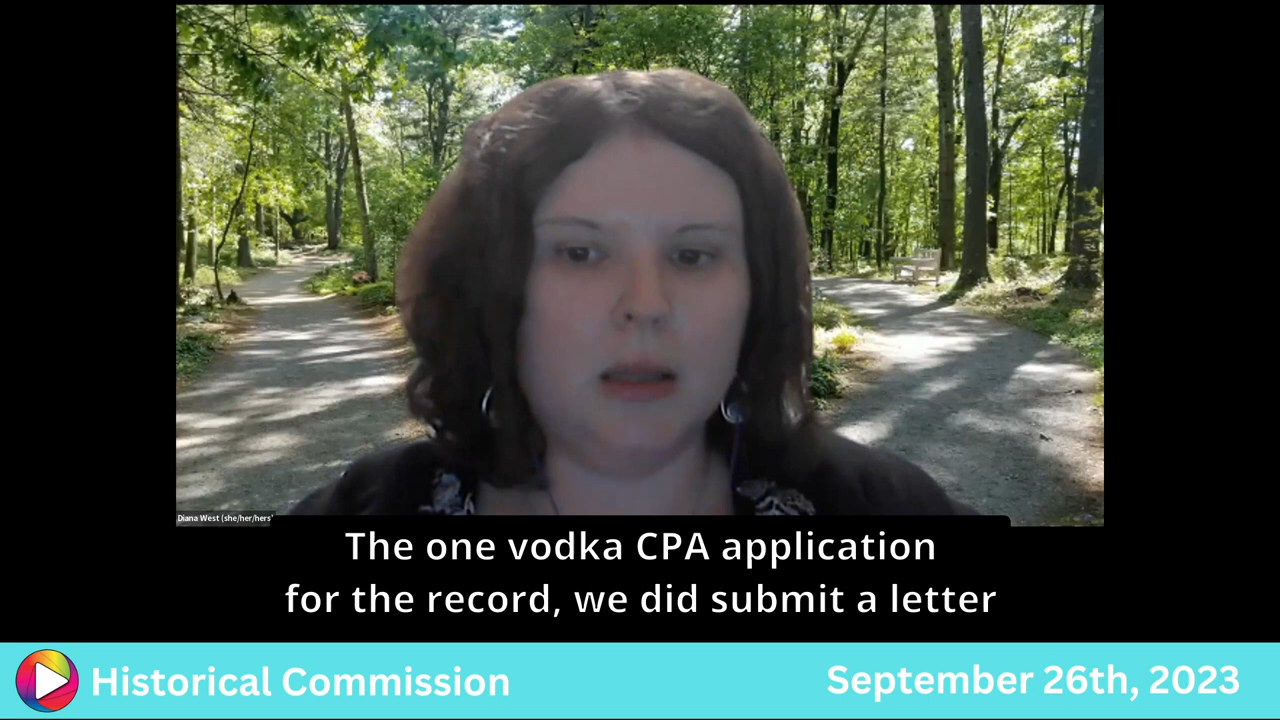 Diana West (she/her/hers)
The one vodka CPA application
for the record, we did submit a letter
Historical Commission
September 26th, 2023